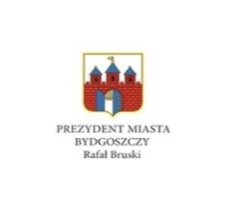 PREZYDENT MIASTA
BYDGOSZCZY
Rafał Bruski